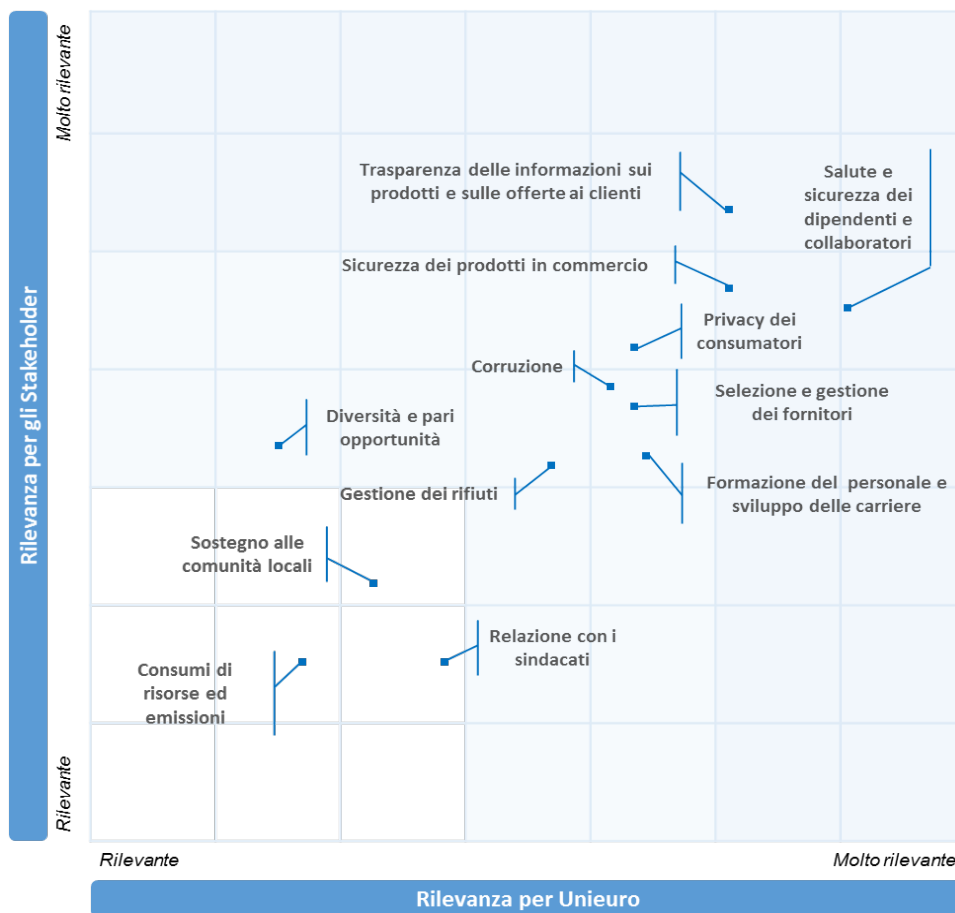 Molto rilevante
Rilevanza per gli Stakeholder
Rilevante
Trasparenza delle informazioni sui
prodotti e sulle offerte ai clienti
Salute e
sicurezza dei
dipendenti e
collaboratori
Sicurezza dei prodotti in commercio
Privacy dei
consumatori
Corruzione
Selezione e gestione
dei fornitori
Diversità e pari
opportunità
Gestione dei rifiuti
Formazione del personale e
sviluppo delle carriere
Sostegno alle
comunità locali
Relazione con i
sindacati
Consumi di
risorse ed
emissioni
Rilevante
Molto rilevante
Rilevanza per Unieuro